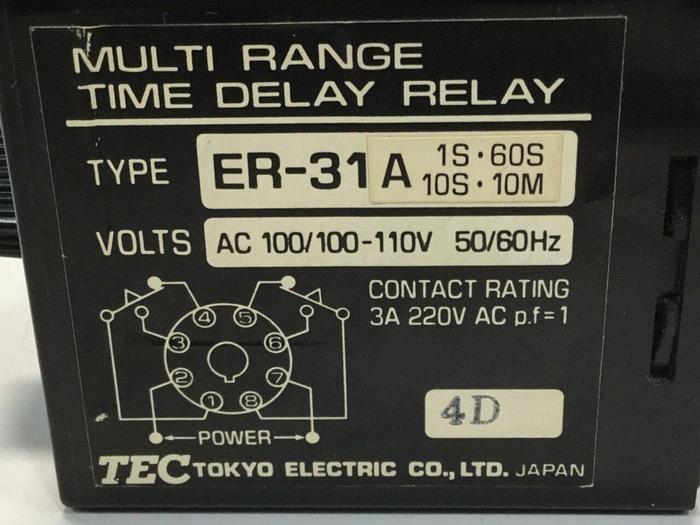 MULTI RANGE
TIME DELAY RELAY
TYPE ER-31 A 1S·60S
10S·10M
VOLTS AC 100/100-110V 50/60Hz
CONTACT RATING
3A 220V AC p.f=1
4 5
3 6
2 7
1 8
4D
POWER
TEC TOKYO ELECTRIC CO., LTD. JAPAN